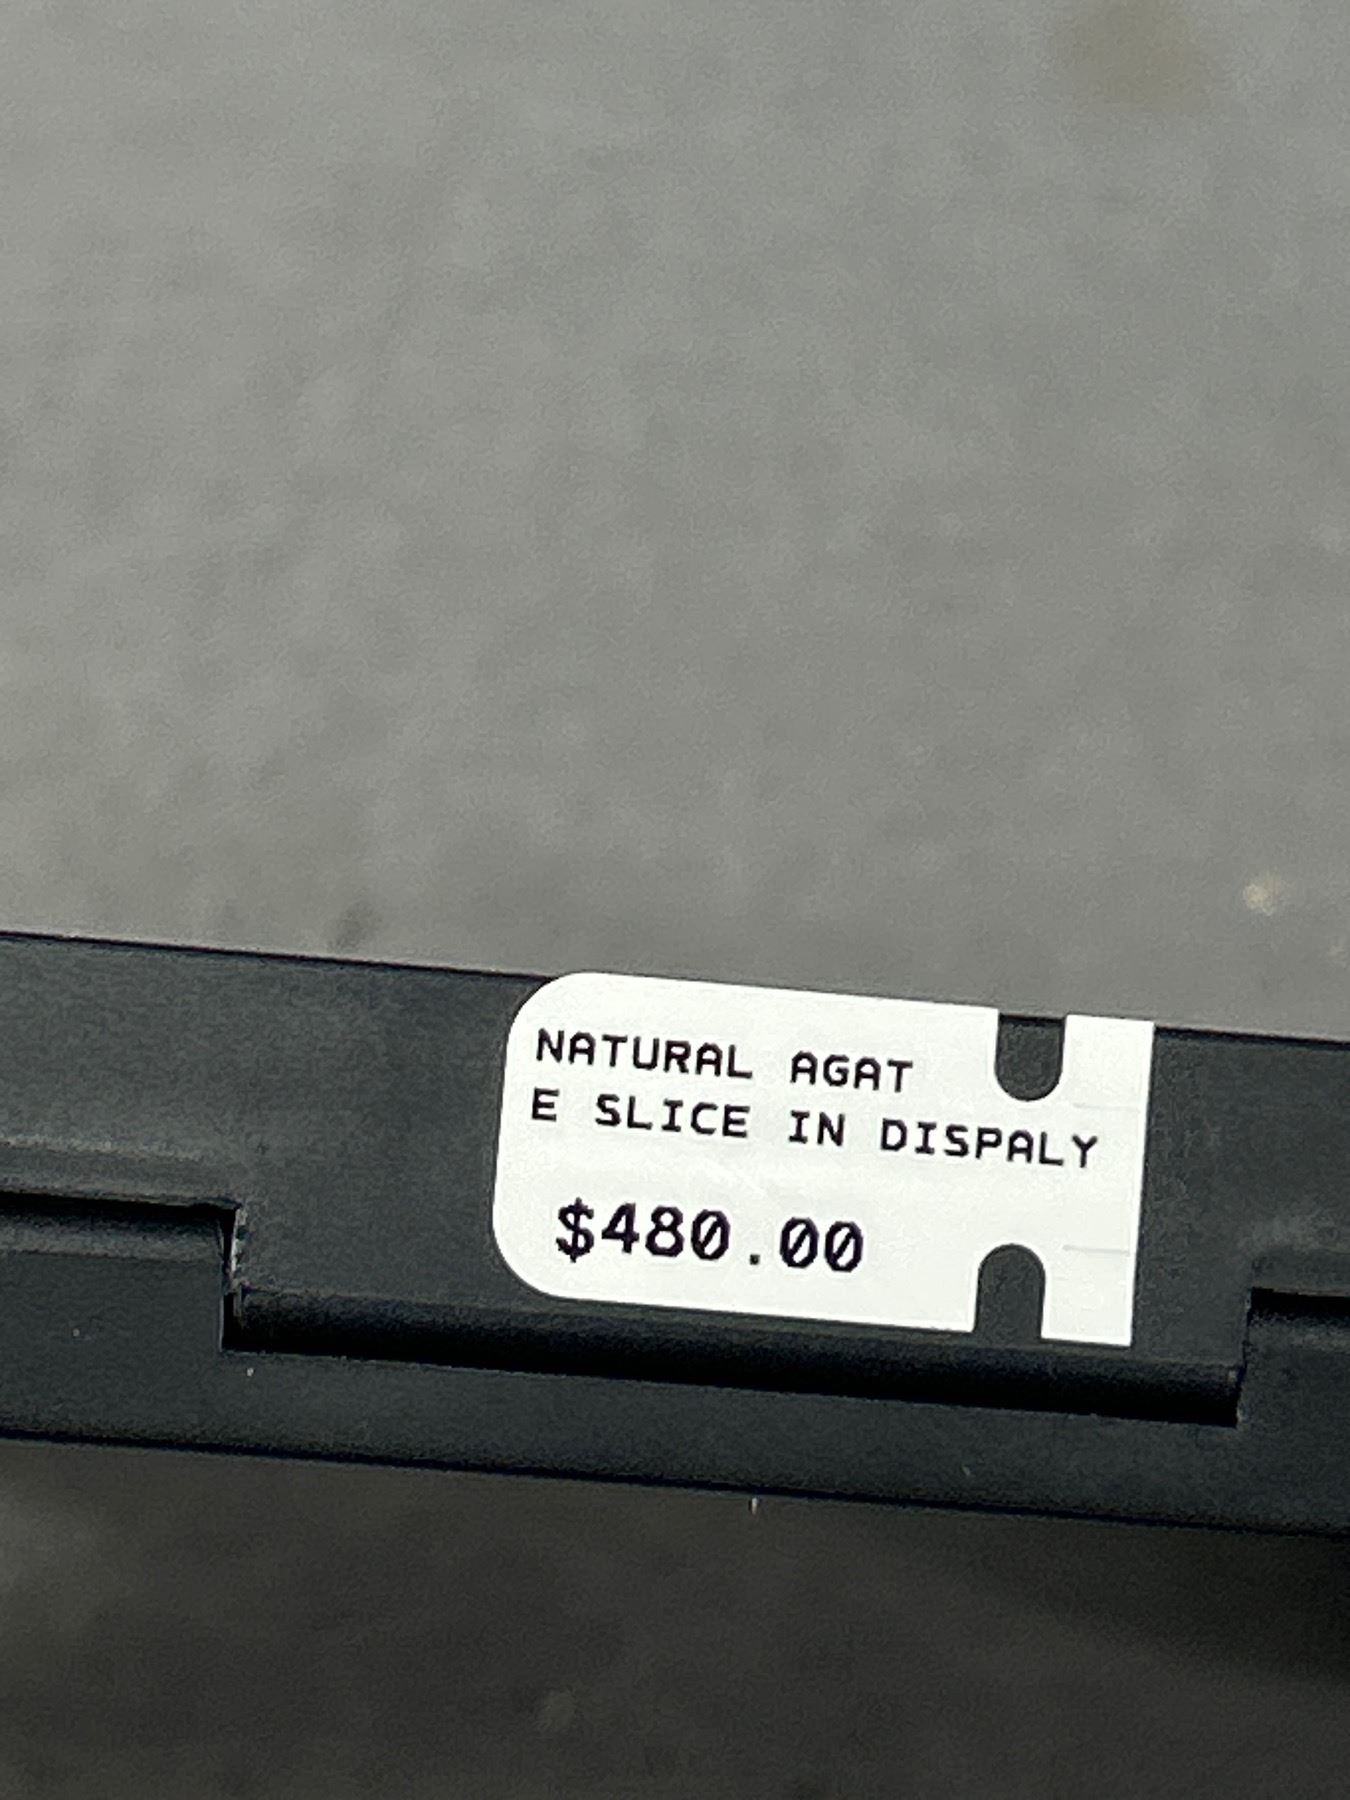 NATURAL AGAT
E SLICE IN DISPALY
$480.00